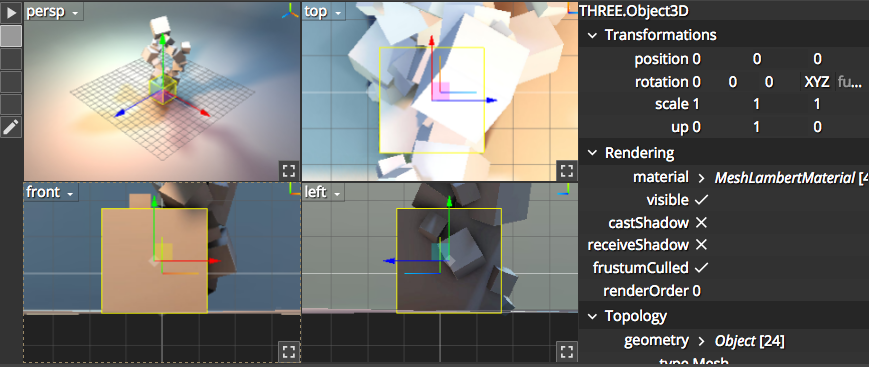 persp
top
front
left
THREE.Object3D
Transformations
position 0 0 0
rotation 0 0 0 XYZ fu...
scale 1 1 1
up 0 1 0
Rendering
material > MeshLambertMaterial [4
visible ✓
castShadow ✕
receiveShadow ✕
frustumCulled ✓
renderOrder 0
Topology
geometry > Object [24]
type Mesh